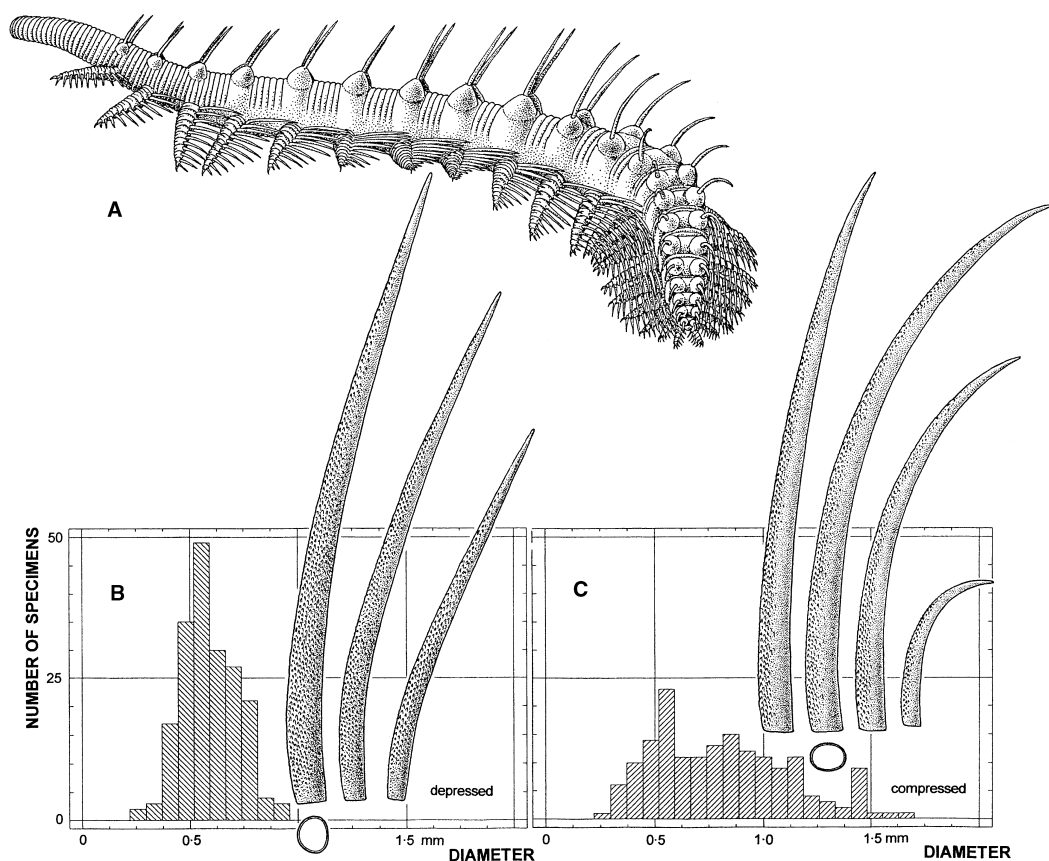 A
NUMBER OF SPECIMENS
50
25
0
B
depressed
0 0·5 1·5 mm
DIAMETER
C
compressed
0 0·5 1·0 1·5 mm
DIAMETER